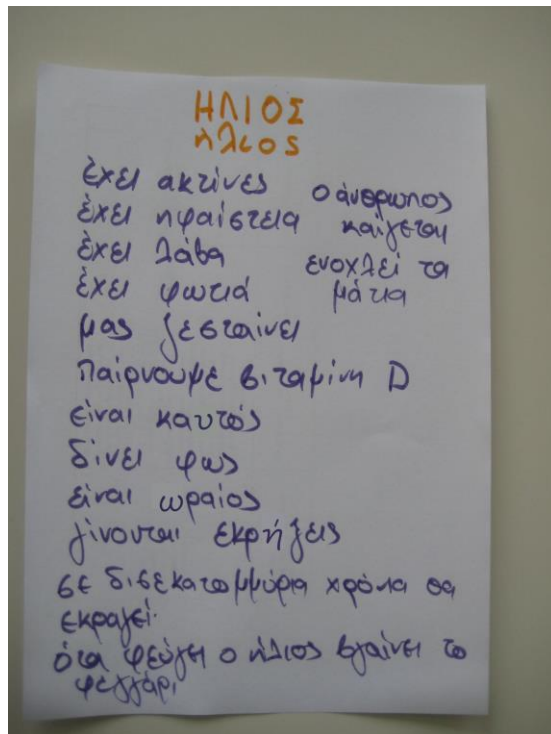 ΗΛΙΟΣ
ήλιος
έχει ακτίνες
έχει ηφαίστεια
έχει λάβα
έχει φωτιά
μας ζεσταίνει
παίρνουμε βιταμίνη D
είναι καυτός
δίνει φως
είναι ωραίος
γίνονται εκρήξεις
σε δισεκατομμύρια χρόνια θα
εκραγεί.
όταν φεύγει ο ήλιος βγαίνει το
φεγγάρι
ο άνθρωπος
καίγεται
ενοχλεί τα
μάτια